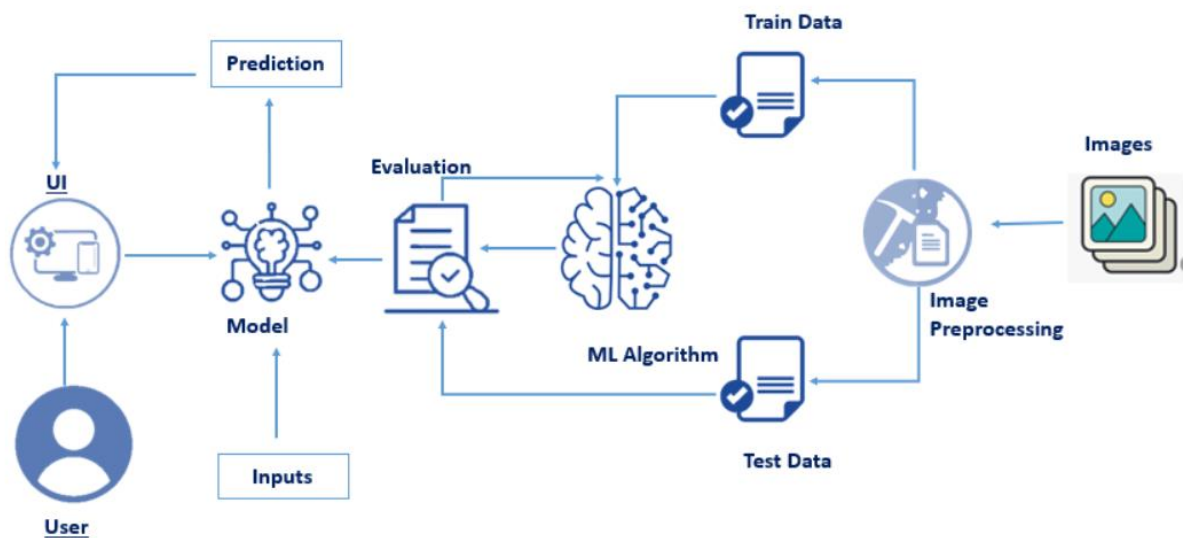 Train Data
Prediction
Images
Evaluation
UI
Image
Preprocessing
Model
ML Algorithm
Inputs
Test Data
User